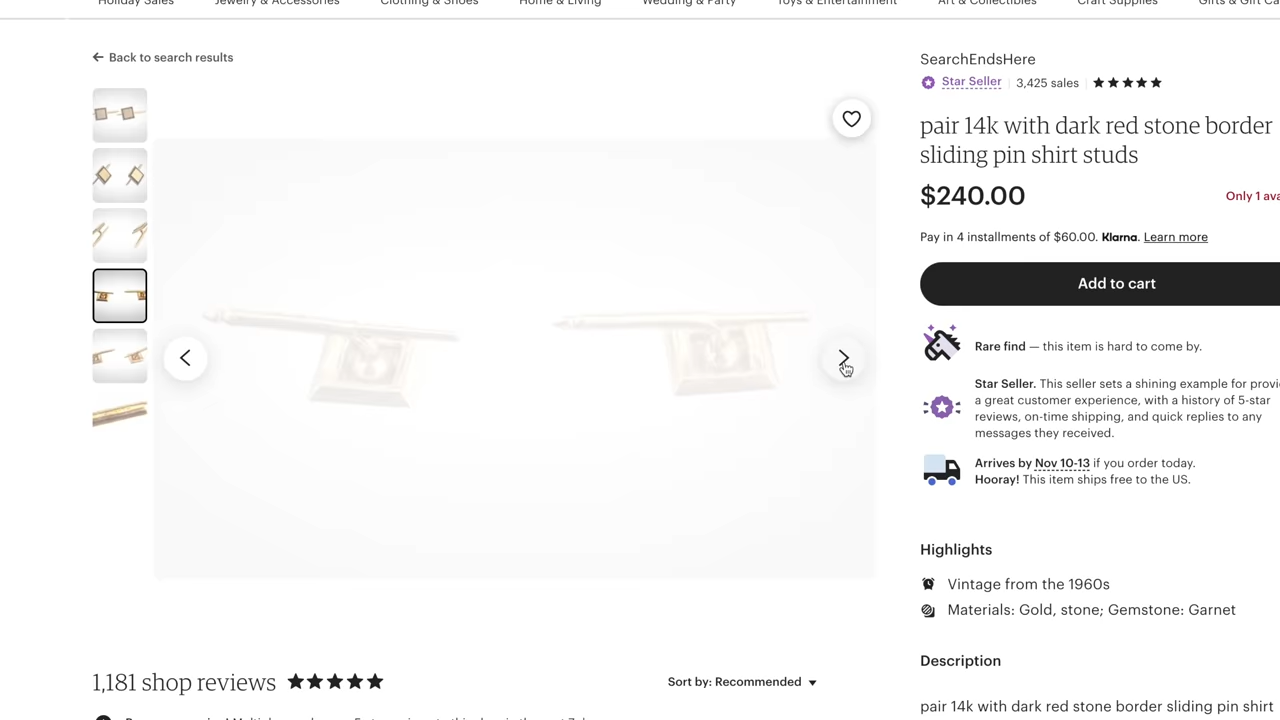 Holiday Sales Jewelry & Accessories Clothing & Shoes Home & Living Wedding & Party Toys & Entertainment Art & Collectibles Craft Supplies Gifts & Gift Ca
Back to search results
SearchEndsHere
Star Seller 3,425 sales
pair 14k with dark red stone border
sliding pin shirt studs
$240.00
Only 1 ava
Pay in 4 installments of $60.00. Klarna. Learn more
Add to cart
Rare find — this item is hard to come by.
Star Seller. This seller sets a shining example for provi
a great customer experience, with a history of 5-star
reviews, on-time shipping, and quick replies to any
messages they received.
Arrives by Nov 10-13 if you order today.
Hooray! This item ships free to the US.
Highlights
Vintage from the 1960s
Materials: Gold, stone; Gemstone: Garnet
Description
1,181 shop reviews
Sort by: Recommended
pair 14k with dark red stone border sliding pin shirt